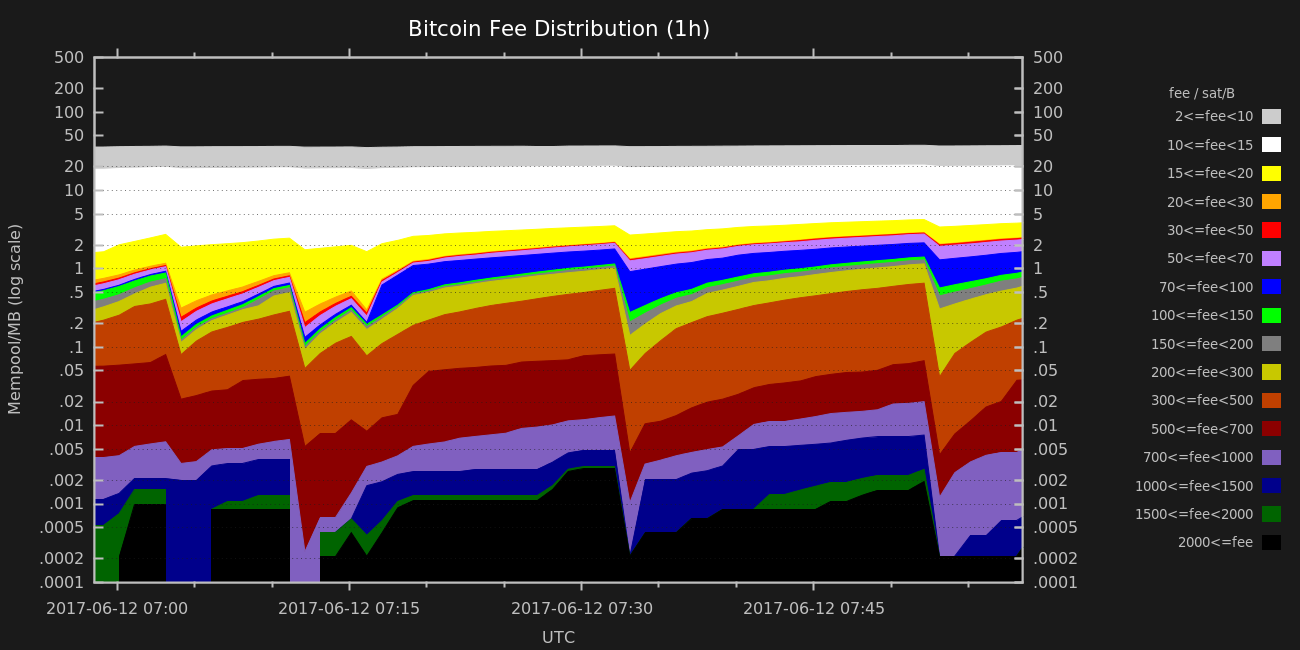 Bitcoin Fee Distribution (1h)
500
200
100
50
20
10
5
2
1
.5
.2
.1
.05
.02
.01
.005
.002
.001
.0005
.0002
.0001
Mempool/MB (log scale)
500
200
100
50
20
10
5
2
1
.5
.2
.1
.05
.02
.01
.005
.002
.001
.0005
.0002
.0001
2017-06-12 07:00 2017-06-12 07:15 2017-06-12 07:30 2017-06-12 07:45
UTC
fee / sat/B
2<=fee<10
10<=fee<15
15<=fee<20
20<=fee<30
30<=fee<50
50<=fee<70
70<=fee<100
100<=fee<150
150<=fee<200
200<=fee<300
300<=fee<500
500<=fee<700
700<=fee<1000
1000<=fee<1500
1500<=fee<2000
2000<=fee